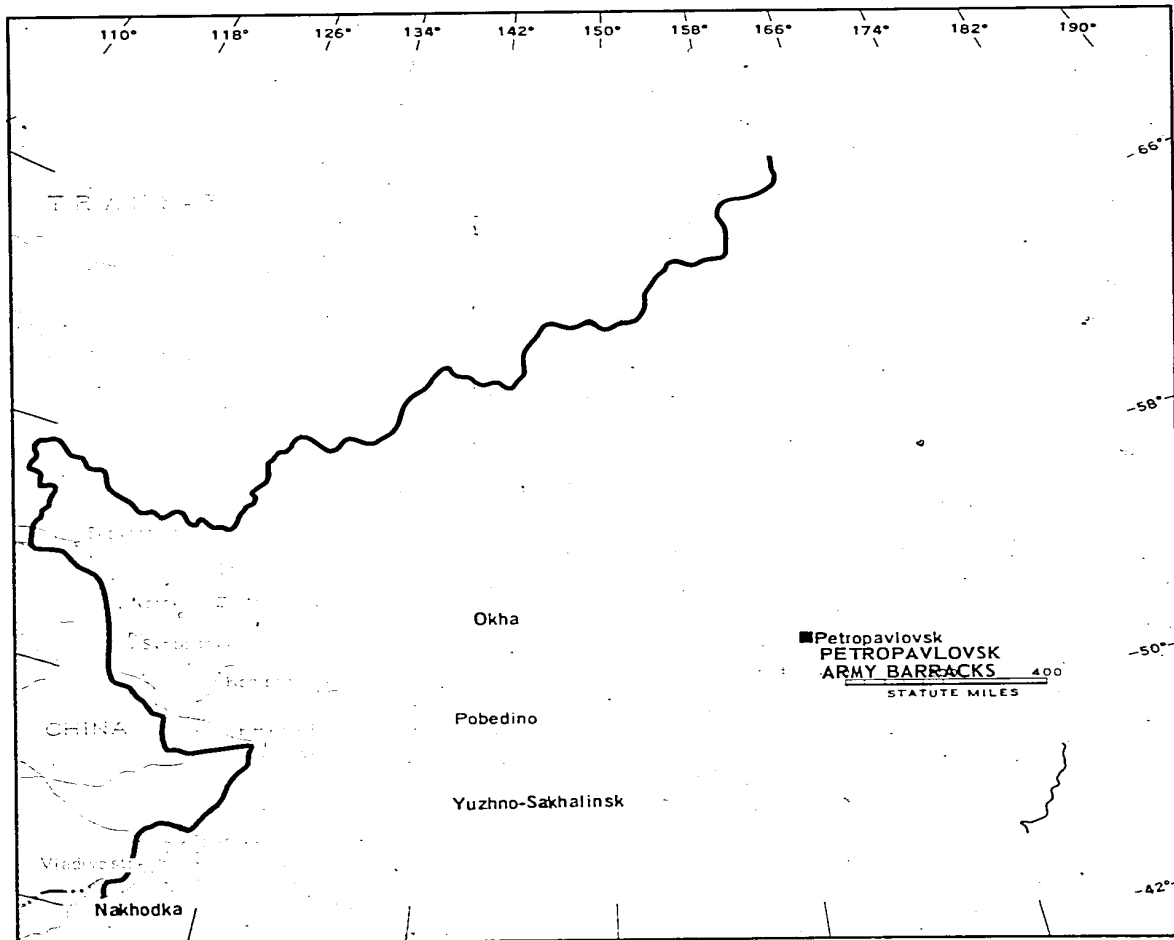 110° 118° 126° 134° 142° 150° 158° 166° 174° 182° 190°
66°
58°
Okha
Petropavlovsk
PETROPAVLOVSK
50°
ARMY BARRACKS 400
STATUTE MILES
Pobedino
CHINA
Yuzhno-Sakhalinsk
42°
Nakhodka